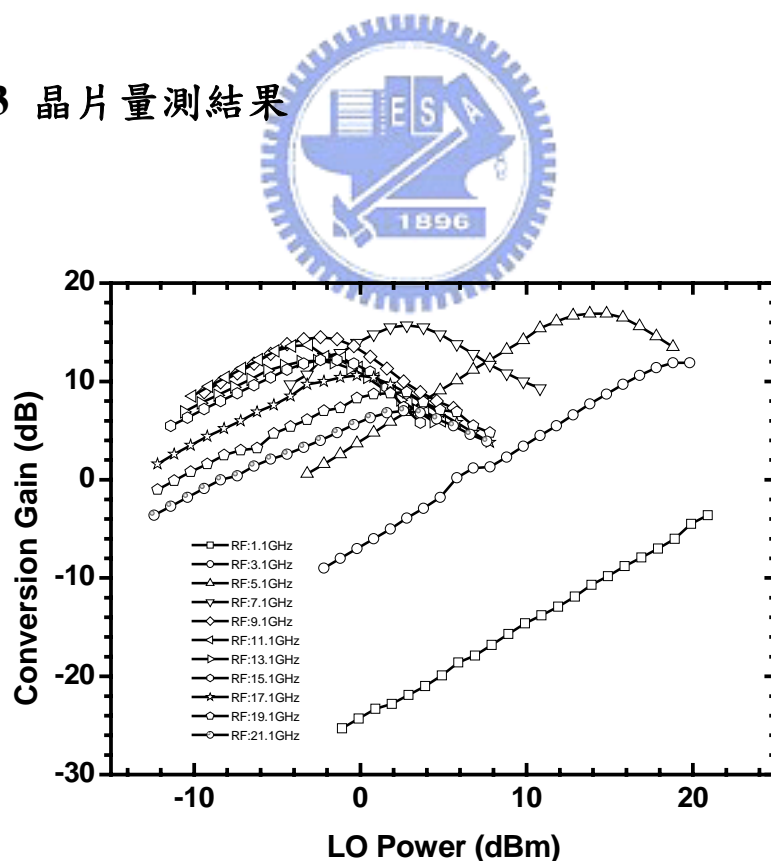 3 晶片量測結果
E S A
1896
20
10
0
-10
-20
-30
Conversion Gain (dB)
RF:1.1GHz
RF:3.1GHz
RF:5.1GHz
RF:7.1GHz
RF:9.1GHz
RF:11.1GHz
RF:13.1GHz
RF:15.1GHz
RF:17.1GHz
RF:19.1GHz
RF:21.1GHz
-10 0 10 20
LO Power (dBm)